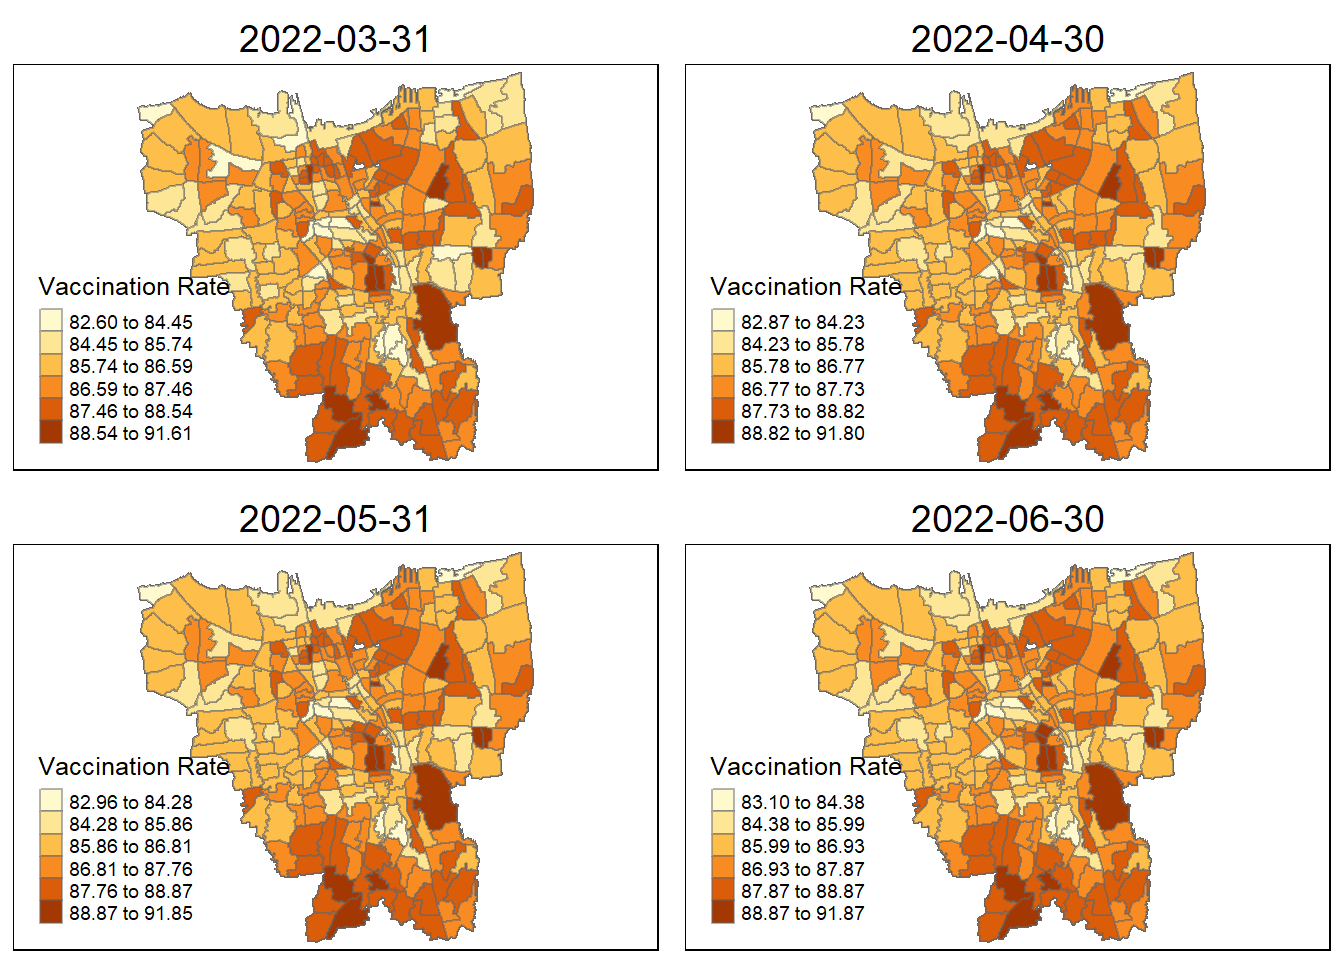 2022-03-31
Vaccination Rate
82.60 to 84.45
84.45 to 85.74
85.74 to 86.59
86.59 to 87.46
87.46 to 88.54
88.54 to 91.61
2022-04-30
Vaccination Rate
82.87 to 84.23
84.23 to 85.78
85.78 to 86.77
86.77 to 87.73
87.73 to 88.82
88.82 to 91.80
2022-05-31
Vaccination Rate
82.96 to 84.28
84.28 to 85.86
85.86 to 86.81
86.81 to 87.76
87.76 to 88.87
88.87 to 91.85
2022-06-30
Vaccination Rate
83.10 to 84.38
84.38 to 85.99
85.99 to 86.93
86.93 to 87.87
87.87 to 88.87
88.87 to 91.87